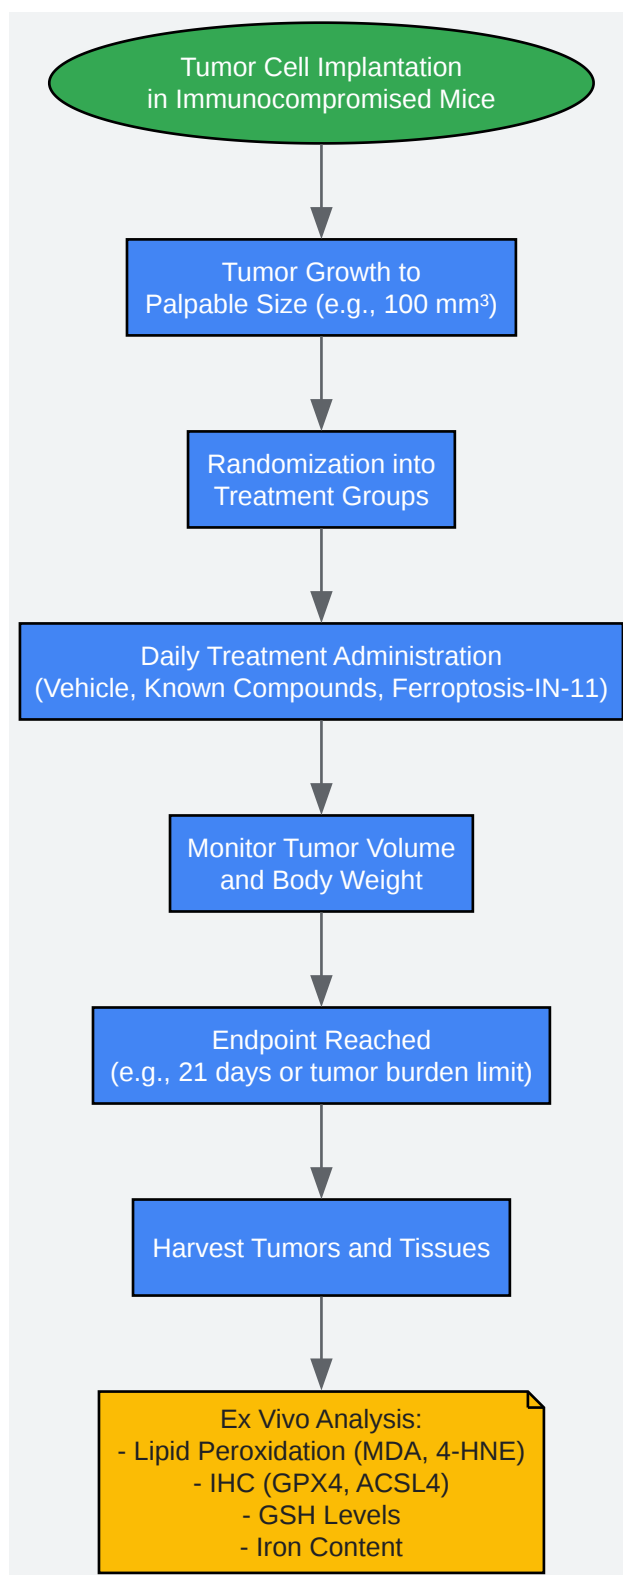 Tumor Cell Implantation
in Immunocompromised Mice
Tumor Growth to
Palpable Size (e.g., 100 mm³)
Randomization into
Treatment Groups
Daily Treatment Administration
(Vehicle, Known Compounds, Ferroptosis-IN-11)
Monitor Tumor Volume
and Body Weight
Endpoint Reached
(e.g., 21 days or tumor burden limit)
Harvest Tumors and Tissues
Ex Vivo Analysis:
- Lipid Peroxidation (MDA, 4-HNE)
- IHC (GPX4, ACSL4)
- GSH Levels
- Iron Content